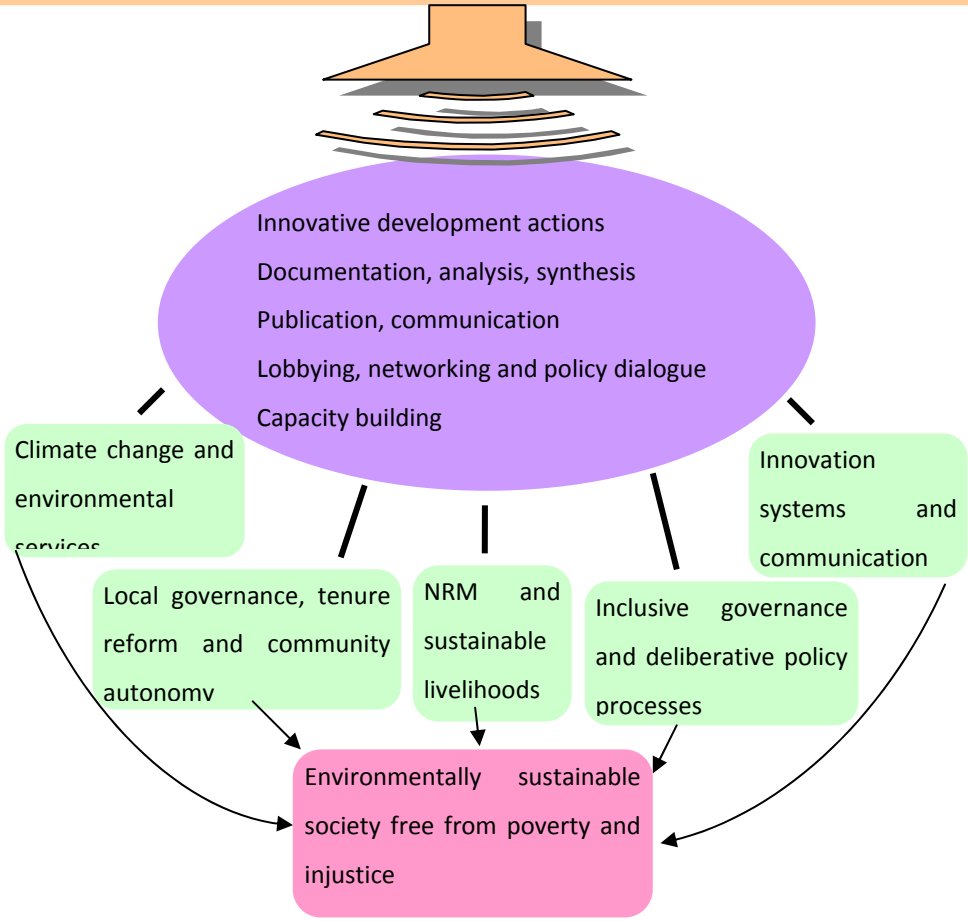 Innovative development actions
Documentation, analysis, synthesis
Publication, communication
Lobbying, networking and policy dialogue
Capacity building
Climate change and
environmental
services
Innovation
systems and
communication
Local governance, tenure
reform and community
autonomy
NRM and
sustainable
livelihoods
Inclusive governance
and deliberative policy
processes
Environmentally sustainable
society free from poverty and
injustice